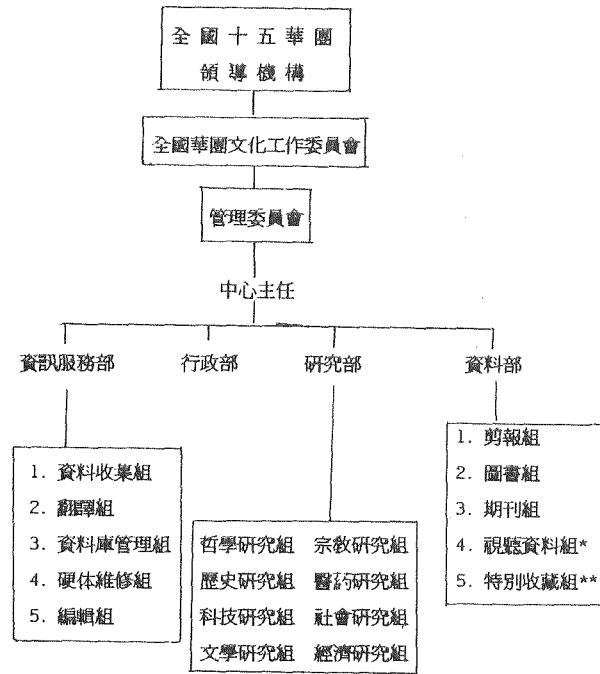 全國十五華團
領導機構
全國華團文化工作委員會
管理委員會
中心主任
資訊服務部 行政部 研究部 資料部
1. 資料收集組
2. 翻譯組
3. 資料庫管理組
4. 硬体維修組
5. 編輯組
哲學研究組 宗教研究組
歷史研究組 醫药研究組
科技研究組 社會研究組
文學研究組 經濟研究組
1. 剪報組
2. 圖書組
3. 期刊組
4. 視聽資料組*
5. 特別收藏組**